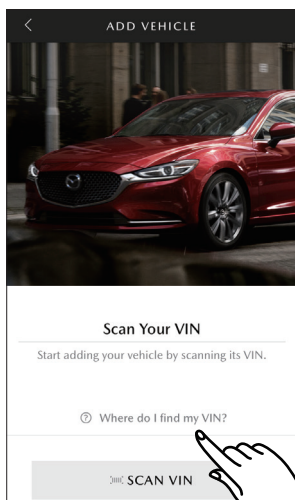 ADD VEHICLE
Scan Your VIN
Start adding your vehicle by scanning its VIN.
Where do I find my VIN?
SCAN VIN